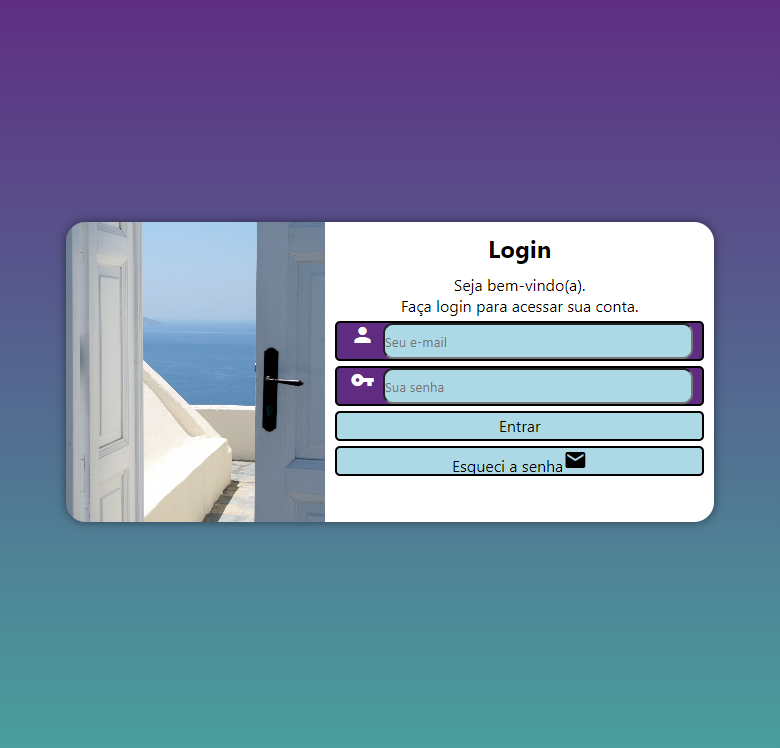 Login
Seja bem-vindo(a).
Faça login para acessar sua conta.
Seu e-mail
Sua senha
Entrar
Esqueci a senha